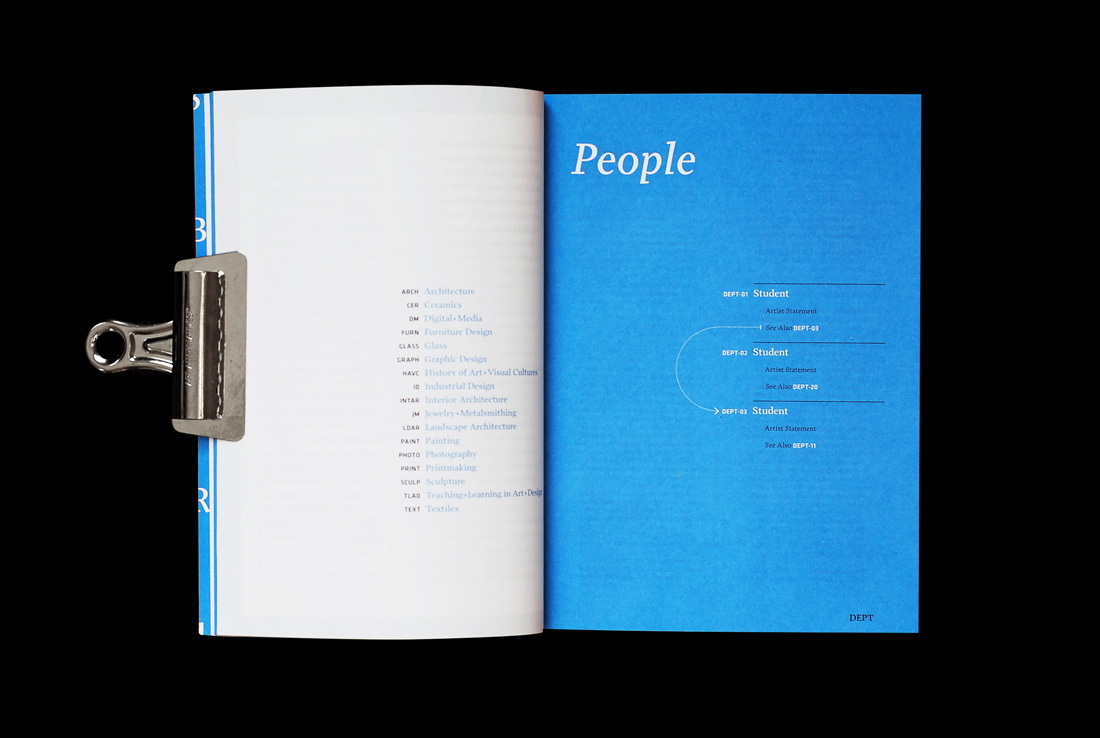 B
R
ARCH Architecture
CER Ceramics
DM Digital+Media
FURN Furniture Design
GLASS Glass
GRAPH Graphic Design
HAVC History of Art+Visual Culture
ID Industrial Design
INTAR Interior Architecture
JM Jewelry+Metalsmithing
LDAR Landscape Architecture
PAINT Painting
PHOTO Photography
PRINT Printmaking
SCULP Sculpture
TLAD Teaching+Learning in Art+Design
TEXT Textiles
People
DEPT-01 Student
Artist Statement
See Also DEPT-03
DEPT-02 Student
Artist Statement
See Also DEPT-20
DEPT-03 Student
Artist Statement
See Also DEPT-11
DEPT